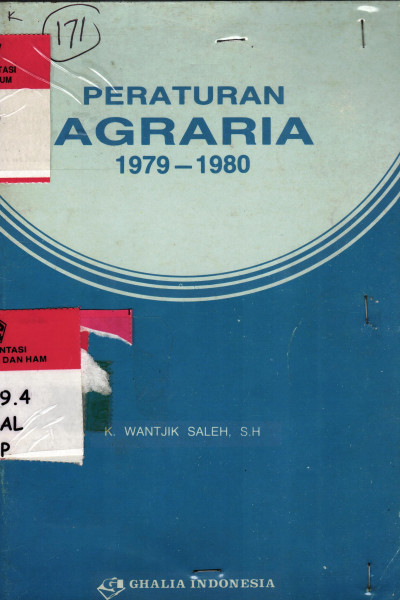 K
171
TASI
UM
PERATURAN
AGRARIA
1979 – 1980
NTASI
DAN HAM
9.4
AL
P
K. WANTJIK SALEH, S.H
GHALIA INDONESIA